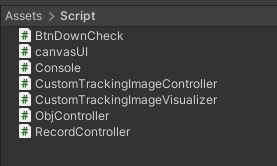 Assets > Script
# BtnDownCheck
# canvasUI
# Console
# CustomTrackingImageController
# CustomTrackingImageVisualizer
# ObjController
# RecordController